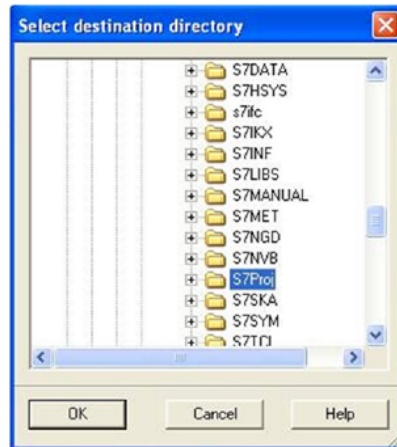 Select destination directory
S7DATA
S7HSYS
s7ifc
S7IKX
S7INF
S7LIBS
S7MANUAL
S7MET
S7NGD
S7NVB
S7Proj
S7SKA
S7SYM
S7TCI
OK
Cancel
Help